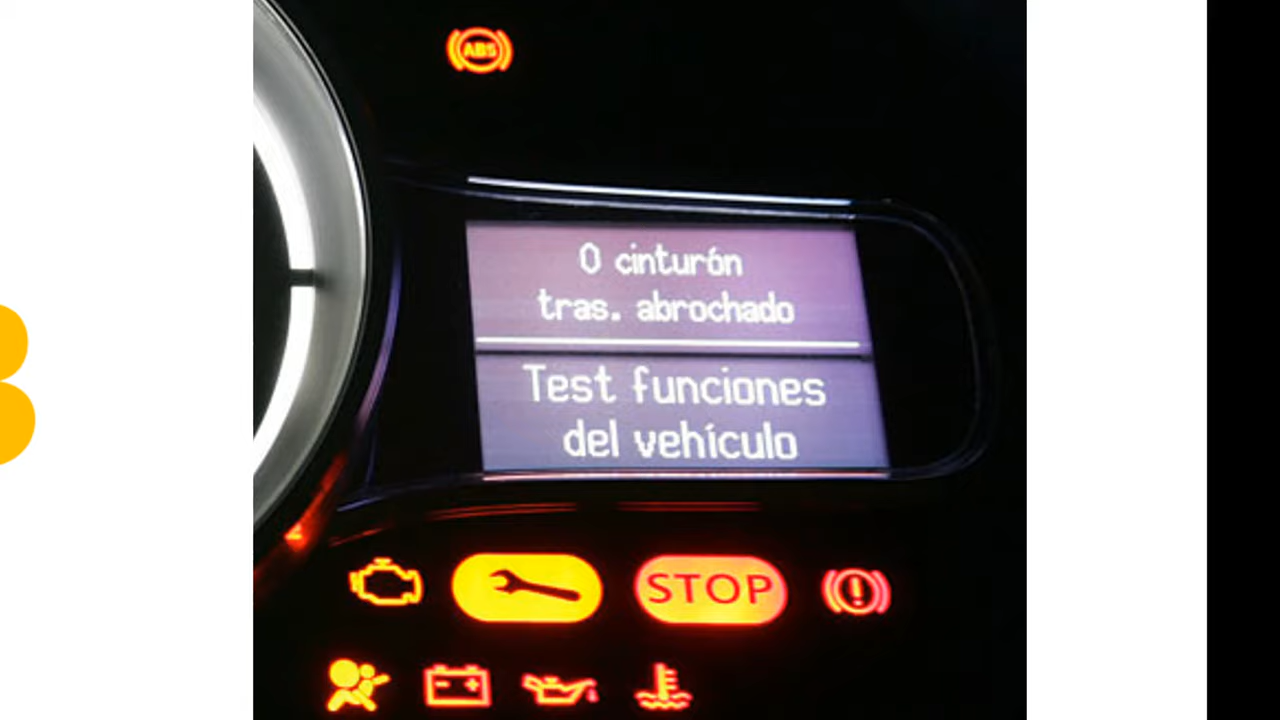 ABS
0 cinturón
tras. abrochado
Test funciones
del vehículo
STOP